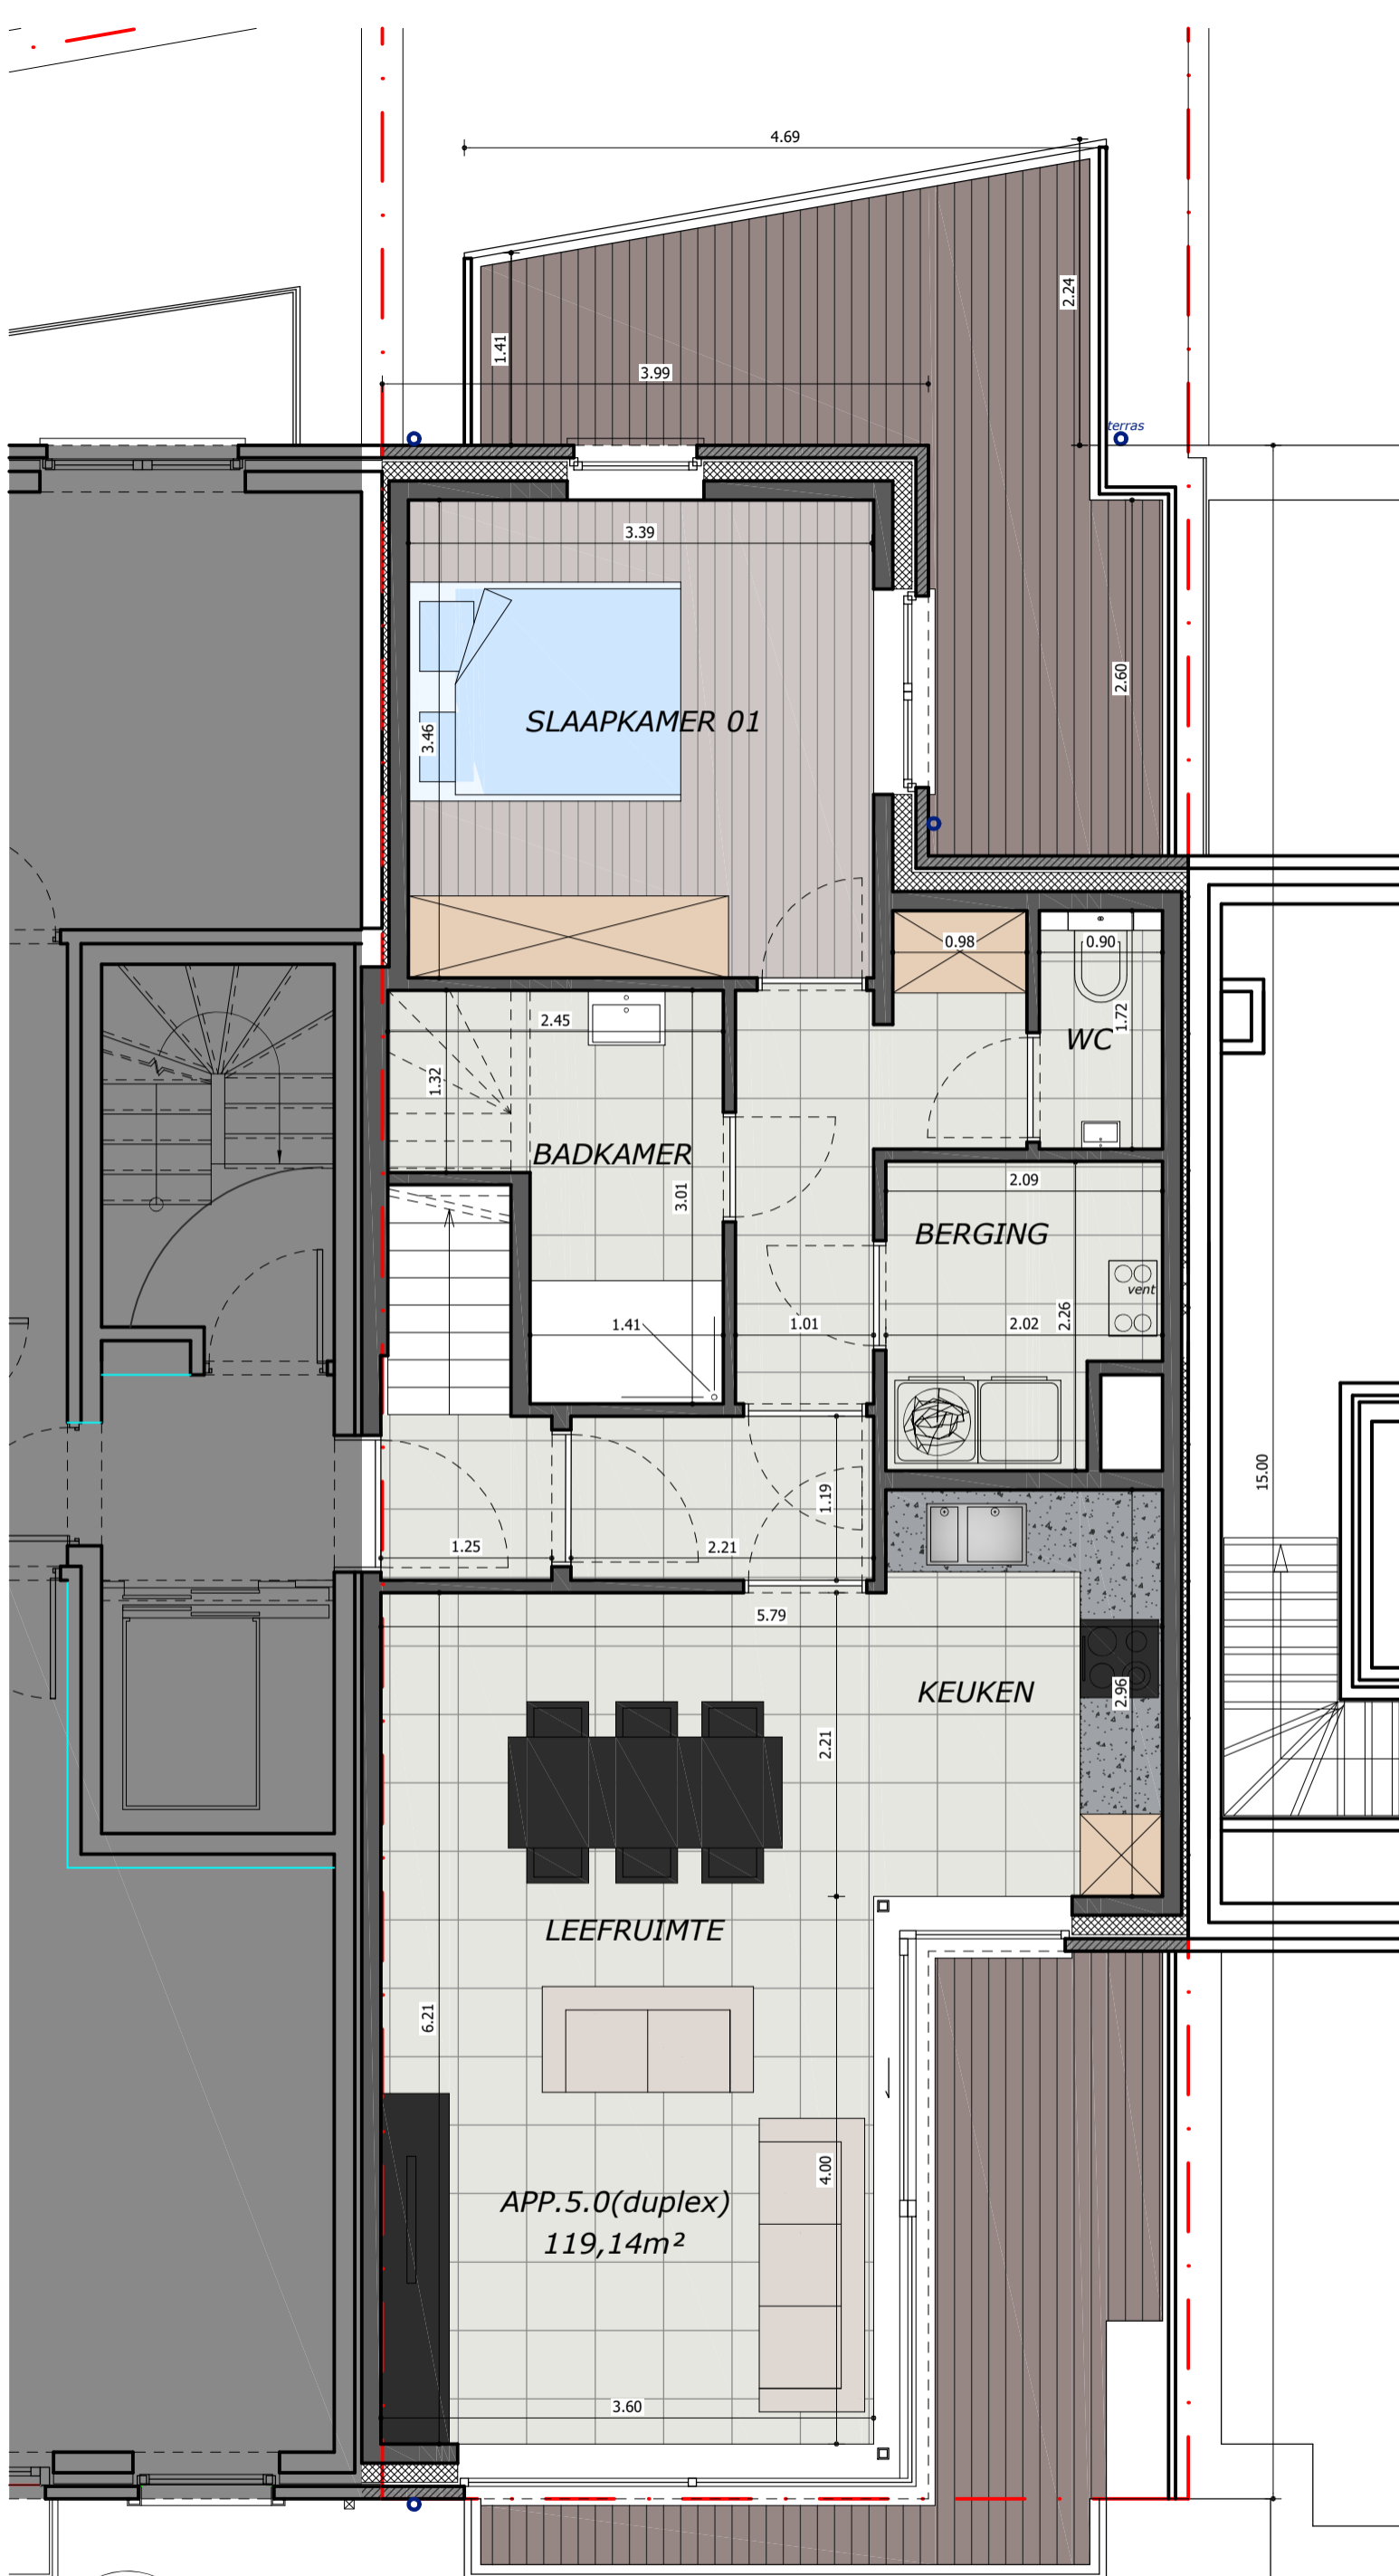 4.69
2.24
1.41
3.99
terras
3.39
2.60
SLAAPKAMER 01
3.46
0.98
0.90
2.45
1.72
WC
1.32
BADKAMER
2.09
3.01
BERGING
vent
2.26
1.41
1.01
2.02
15.00
1.19
1.25
2.21
5.79
KEUKEN
2.96
2.21
LEEFRUIMTE
6.21
4.00
APP.5.0(duplex)
119,14m²
3.60